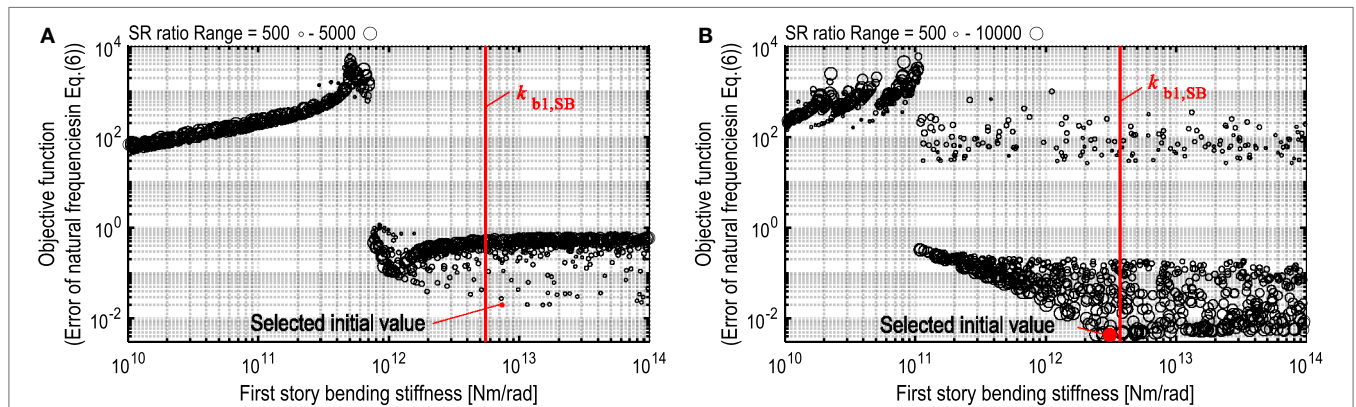 A
SR ratio Range = 500 ○ - 5000 ○
Objective function
(Error of natural frequenciesin Eq.(6))
10^4
10^2
10^0
10^-2
k b1,SB
Selected initial value
10^10 10^11 10^12 10^13 10^14
First story bending stiffness [Nm/rad]
B
SR ratio Range = 500 ○ - 10000 ○
Objective function
(Error of natural frequenciesin Eq.(6))
10^4
10^2
10^0
10^-2
k b1,SB
Selected initial value
10^10 10^11 10^12 10^13 10^14
First story bending stiffness [Nm/rad]